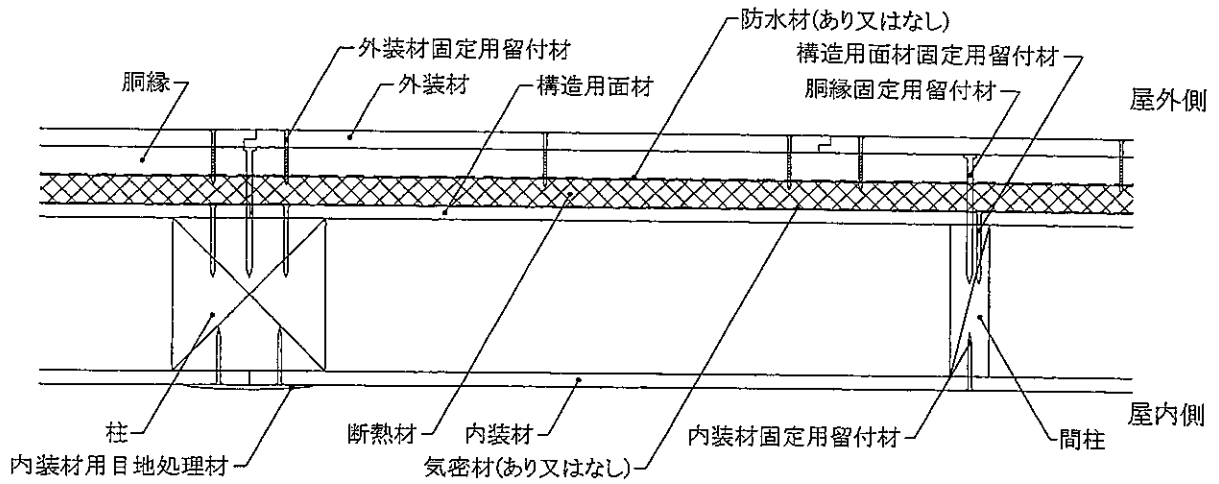 防水材(あり又はなし)
外装材固定用留付材
構造用面材固定用留付材
胴縁
外装材
構造用面材
胴縁固定用留付材
屋外側
屋内側
柱
断熱材
内装材
内装材固定用留付材
間柱
内装材用目地処理材
気密材(あり又はなし)